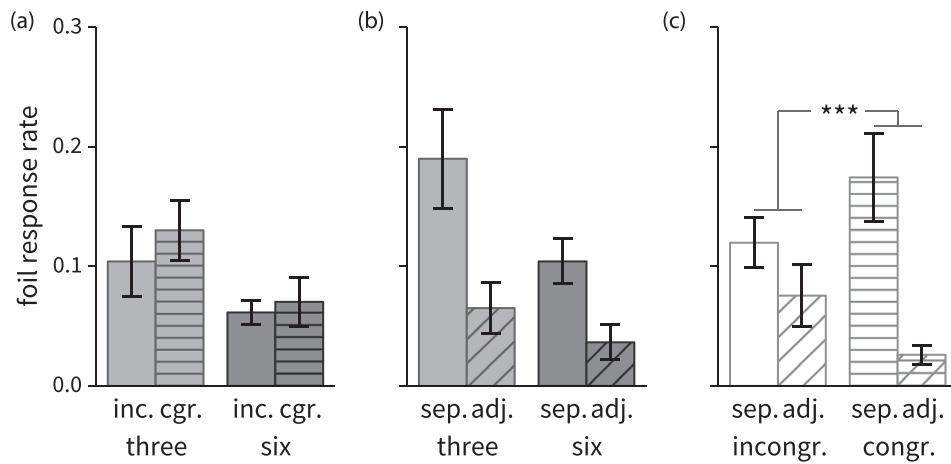 (a) (b) (c)
0.3
***
0.2
foil response rate
0.1
0.0
inc. cgr. inc. cgr. sep. adj. sep. adj. sep. adj. sep. adj.
three six three six incongr. congr.